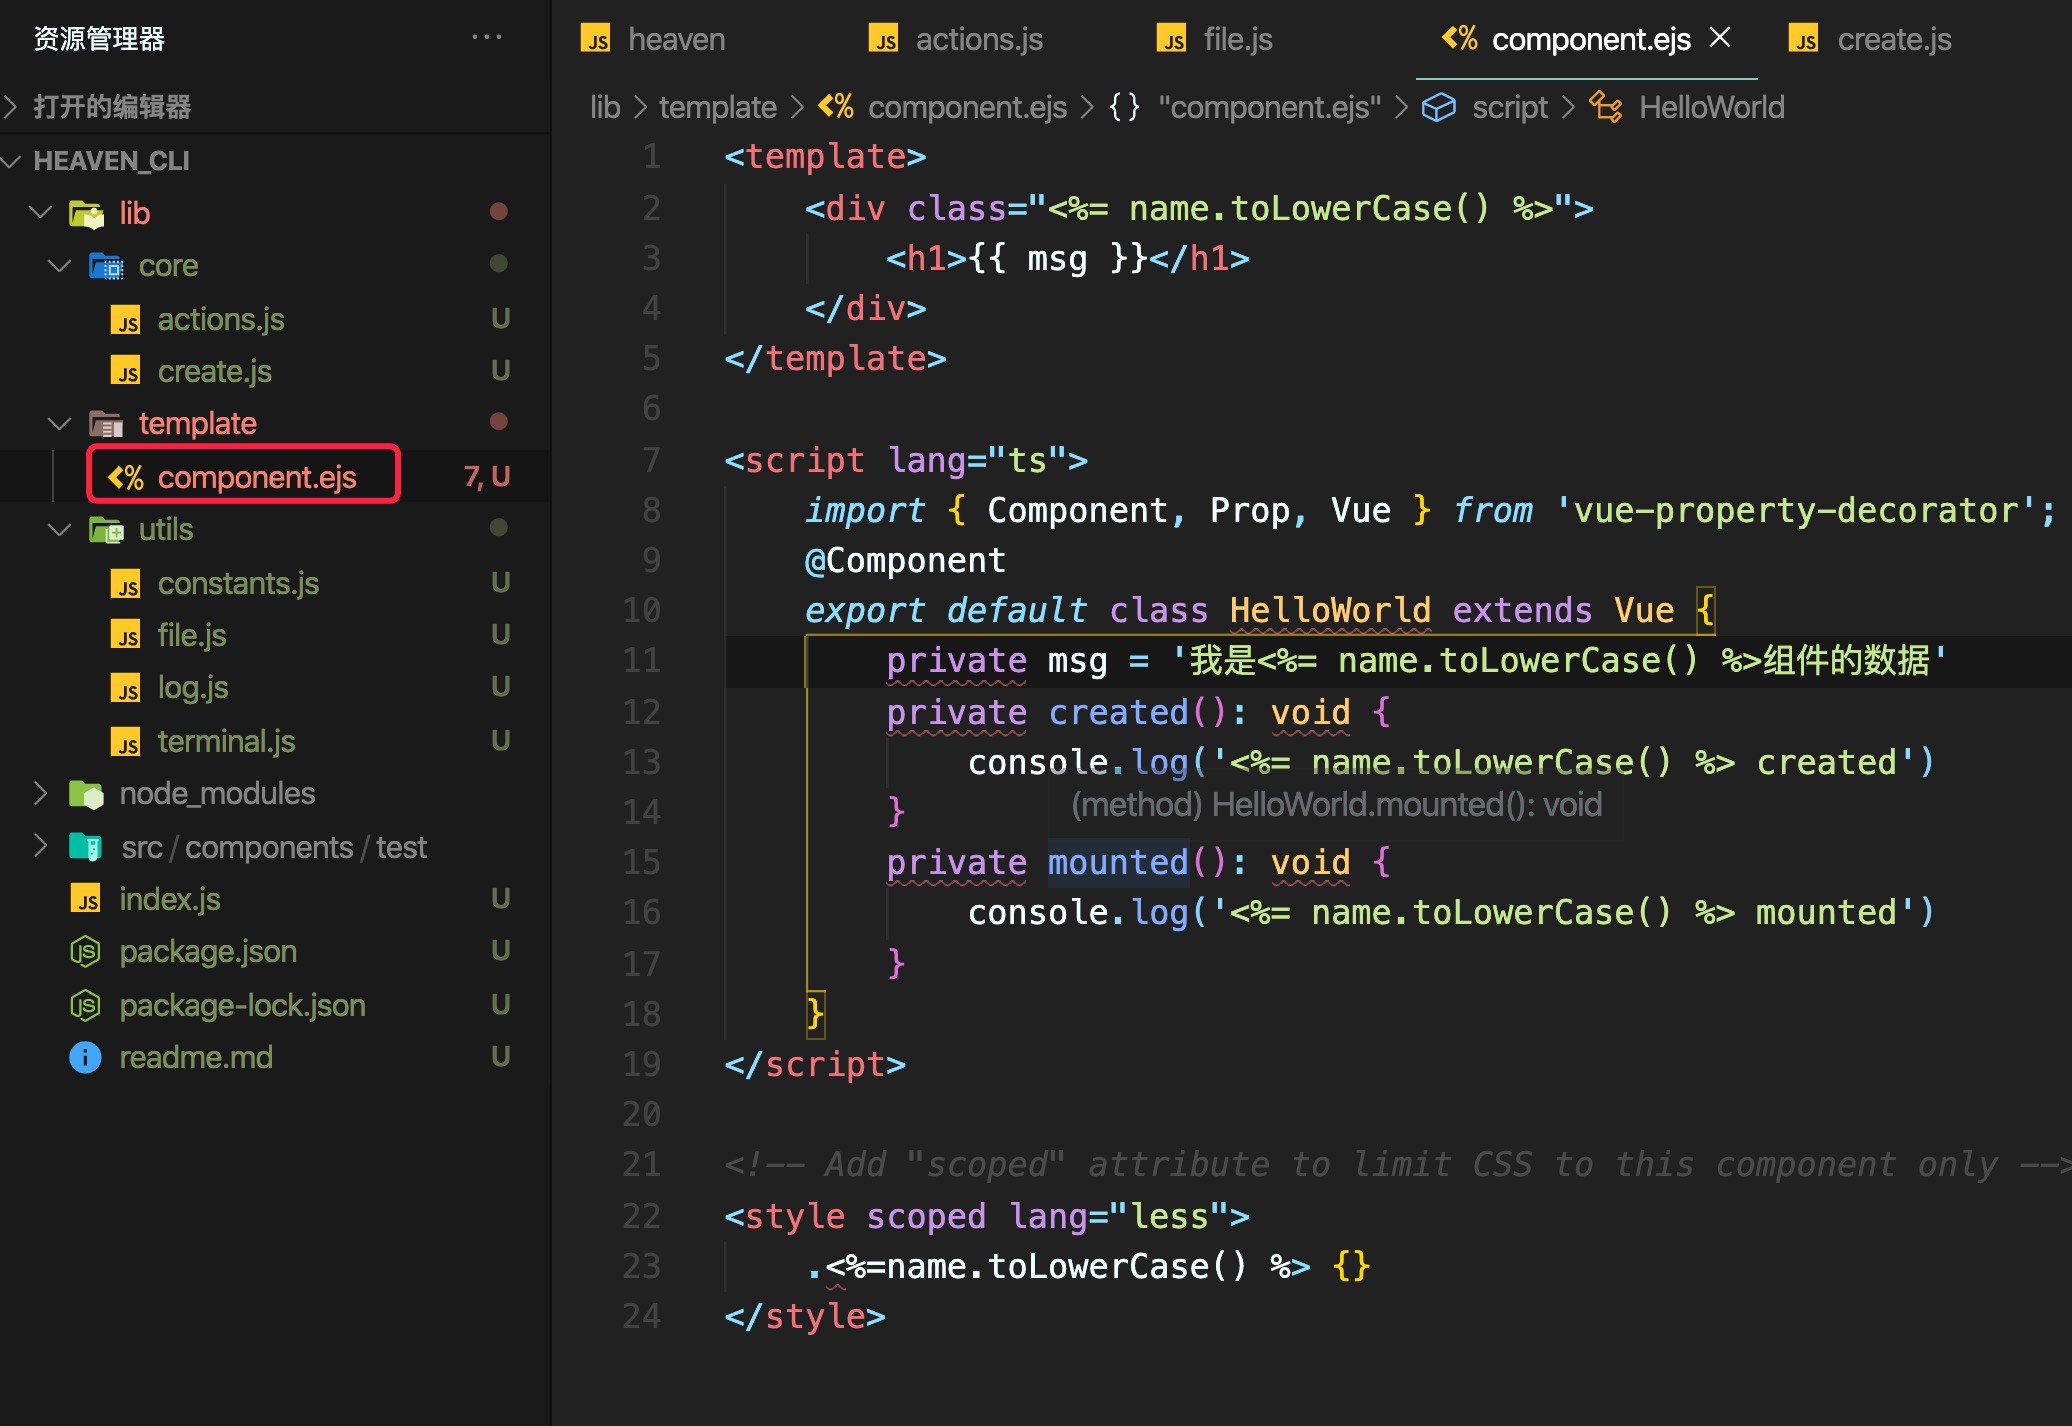 资源管理器 ···
打开的编辑器
HEAVEN_CLI
lib
core
actions.js U
create.js U
template
component.ejs 7, U
utils
constants.js U
file.js U
log.js U
terminal.js U
node_modules
src / components / test
index.js U
package.json U
package-lock.json U
readme.md U
heaven actions.js file.js component.ejs create.js
lib > template > component.ejs > {} "component.ejs" > script > HelloWorld
1 <template>
2 <div class="<%= name.toLowerCase() %>">
3 <h1>{{ msg }}</h1>
4 </div>
5 </template>
6
7 <script lang="ts">
8 import { Component, Prop, Vue } from 'vue-property-decorator';
9 @Component
10 export default class HelloWorld extends Vue {
11 private msg = '我是<%= name.toLowerCase() %>组件的数据'
12 private created(): void {
13 console.log('<%= name.toLowerCase() %> created')
(method) HelloWorld.mounted(): void
14 }
15 private mounted(): void {
16 console.log('<%= name.toLowerCase() %> mounted')
17 }
18 }
19 </script>
20
21 <!-- Add "scoped" attribute to limit CSS to this component only -->
22 <style scoped lang="less">
23 .<%=name.toLowerCase() %> {}
24 </style>